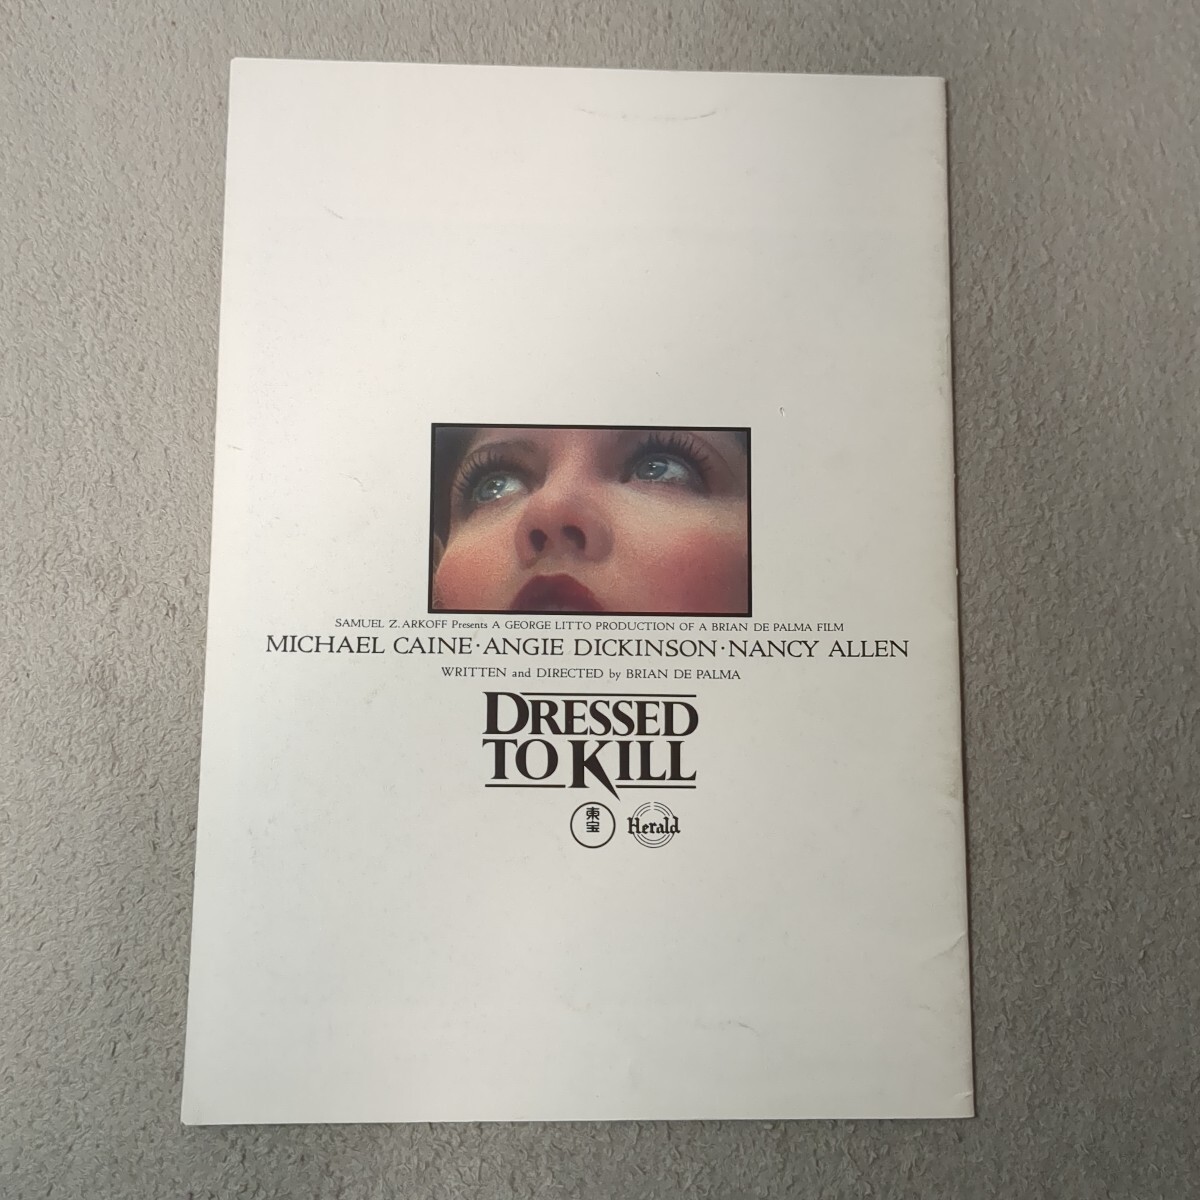 SAMUEL Z. ARKOFF Presents A GEORGE LITTO PRODUCTION OF A BRIAN DE PALMA FILM
MICHAEL CAINE·ANGIE DICKINSON·NANCY ALLEN
WRITTEN and DIRECTED by BRIAN DE PALMA
DRESSED
TO KILL
東宝 Herald